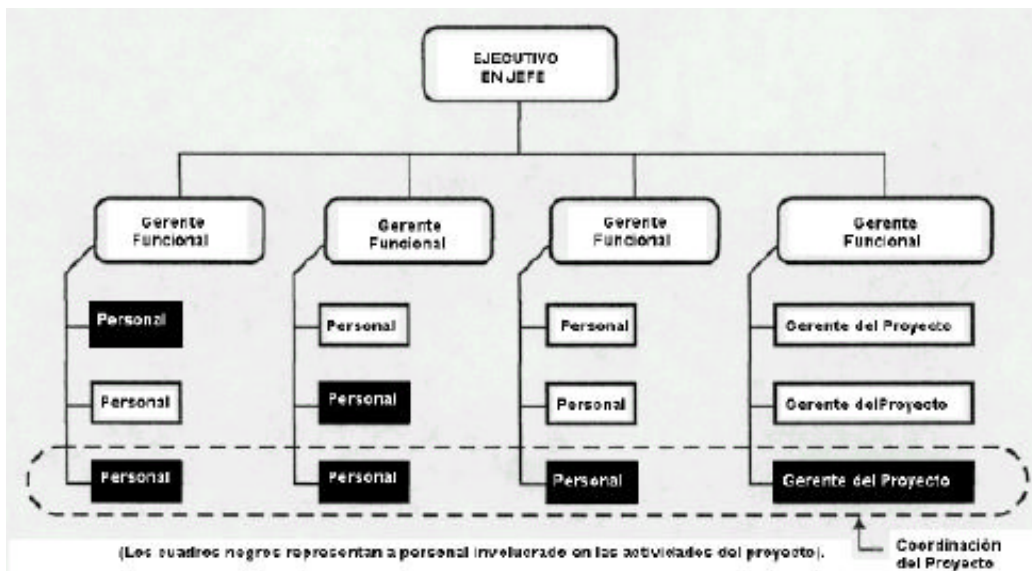 EJECUTIVO
EN JEFE
Gerente
Funcional
Gerente
Funcional
Gerente
Funcional
Gerente
Funcional
Personal
Personal
Personal
Gerente del Proyecto
Personal
Personal
Personal
Gerente del Proyecto
Personal
Personal
Personal
Gerente del Proyecto
(Los cuadros negros representan a personal involucrado en las actividades del proyecto).
Coordinación
del Proyecto